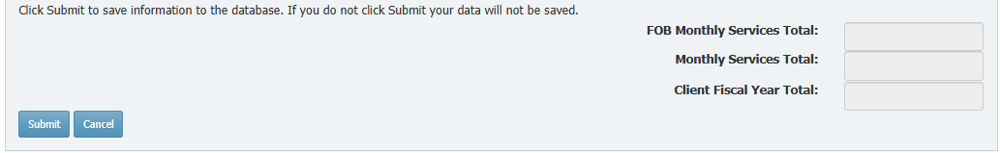 Click Submit to save information to the database. If you do not click Submit your data will not be saved.
FOB Monthly Services Total:
Monthly Services Total:
Client Fiscal Year Total:
Submit Cancel